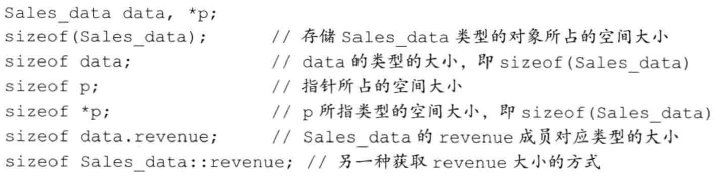 Sales_data data, *p;
sizeof(Sales_data); // 存储 Sales_data 类型的对象所占的空间大小
sizeof data; // data 的类型的大小，即 sizeof(Sales_data)
sizeof p; // 指针所占的空间大小
sizeof *p; // p 所指类型的空间大小，即 sizeof(Sales_data)
sizeof data.revenue; // Sales_data 的 revenue 成员对应类型的大小
sizeof Sales_data::revenue; // 另一种获取 revenue 大小的方式